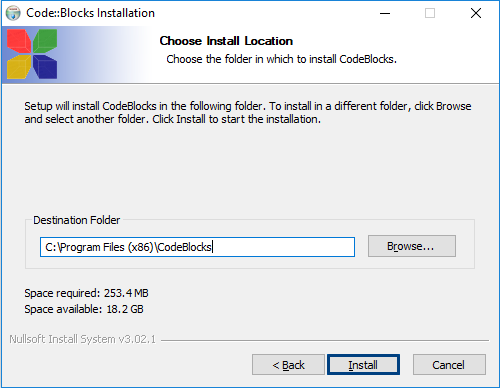 Code::Blocks Installation
Choose Install Location
Choose the folder in which to install CodeBlocks.
Setup will install CodeBlocks in the following folder. To install in a different folder, click Browse
and select another folder. Click Install to start the installation.
Destination Folder
C:\Program Files (x86)\CodeBlocks
Browse...
Space required: 253.4 MB
Space available: 18.2 GB
Nullsoft Install System v3.02.1
< Back
Install
Cancel